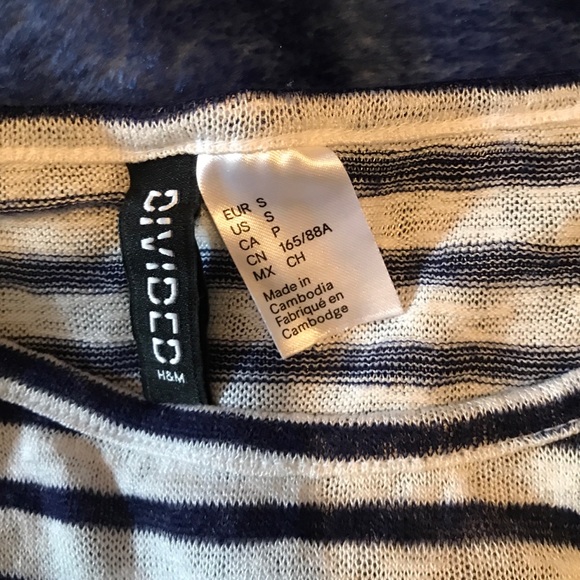 DIVIDED
H&M
EUR S
US S
CA P
CN 165/88A
MX CH
Made in
Cambodia
Fabriqué en
Cambodge